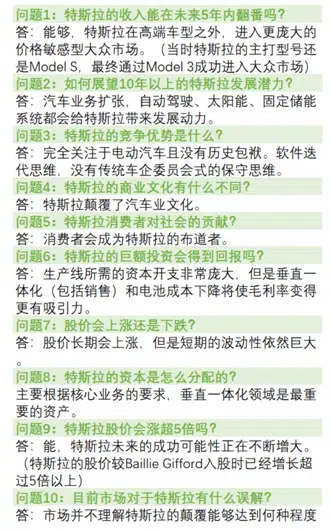 问题1：特斯拉的收入能在未来5年内翻番吗？
答：能够，特斯拉在高端车型之外，进入更庞大的
价格敏感型大众市场。（当时特斯拉的主打型号还
是Model S，最终通过Model 3成功进入大众市场）
问题2：如何展望10年以上的特斯拉发展潜力？
答：汽车业务扩张，自动驾驶、太阳能、固定储能
系统都会给特斯拉带来发展动力。
问题3：特斯拉的竞争优势是什么？
答：完全关注于电动汽车且没有历史包袱。软件迭
代思维，没有传统车企委员会式的保守思维。
问题4：特斯拉的商业文化有什么不同？
答：特斯拉颠覆了汽车业文化。
问题5：特斯拉消费者对社会的贡献？
答：消费者会成为特斯拉的布道者。
问题6：特斯拉的巨额投资会得到回报吗？
答：生产线所需的资本开支非常庞大，但是垂直一
体化（包括销售）和电池成本下降将使毛利率变得
更有吸引力。
问题7：股价会上涨还是下跌？
答：股价长期会上涨，但是短期的波动性依然巨大
。
问题8：特斯拉的资本是怎么分配的？
主要根据核心业务的要求，垂直一体化领域是最重
要的资产。
问题9：特斯拉股价会涨超5倍吗？
答：能，特斯拉未来的成功可能性正在不断增大。
（特斯拉的股价较Baillie Gifford入股时已经增长超
过5倍以上）
问题10：目前市场对于特斯拉有什么误解？
答：市场并不理解特斯拉的颠覆能够达到何种程度